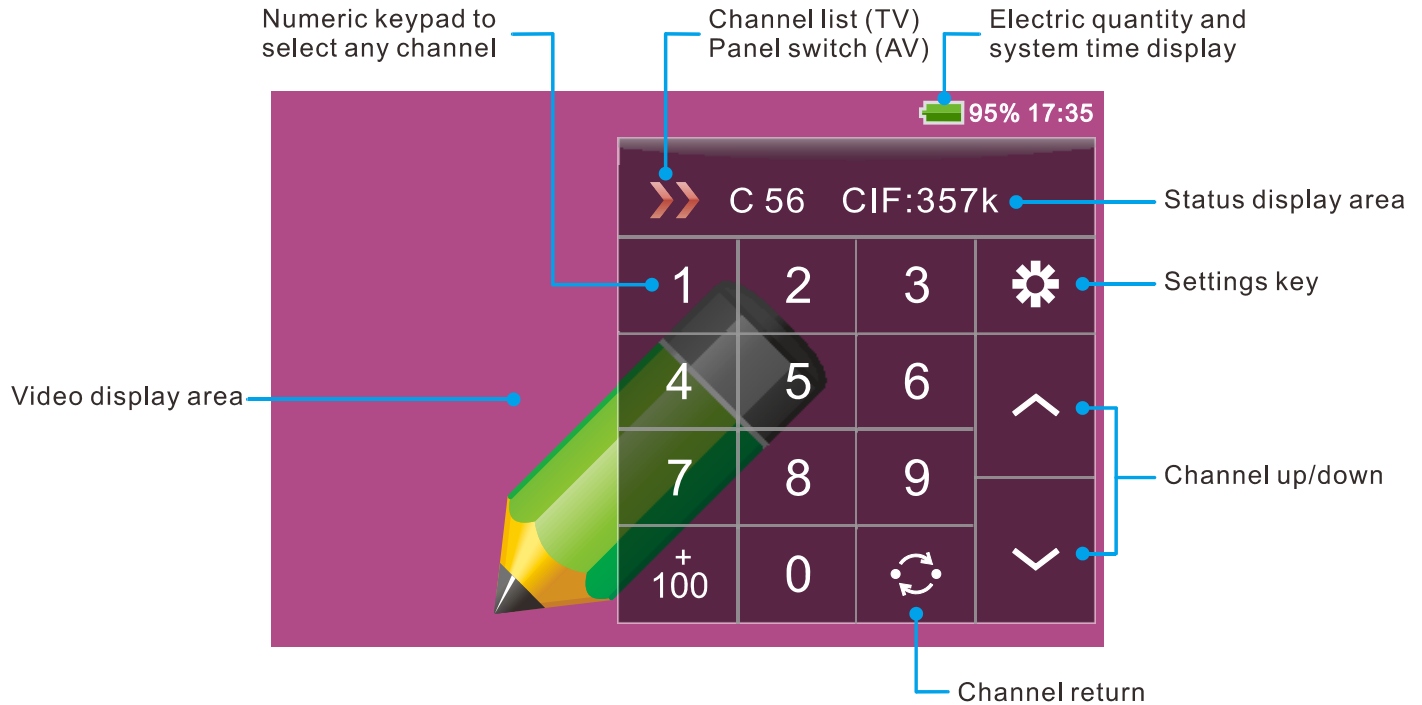 Numeric keypad to
select any channel
Channel list (TV)
Panel switch (AV)
Electric quantity and
system time display
95% 17:35
C 56 CIF:357k
Status display area
1 2 3
Settings key
4 5 6
Video display area
7 8 9
Channel up/down
+
100 0
Channel return